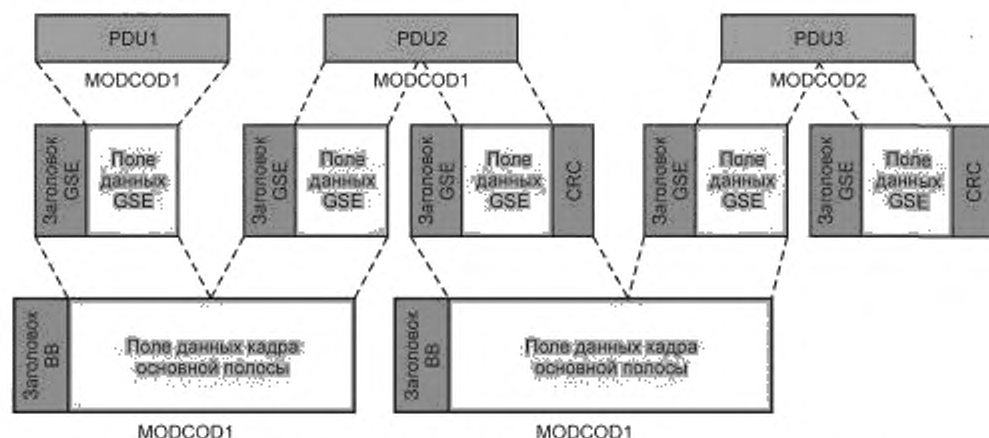 PDU1
PDU2
PDU3
MODCOD1
MODCOD1
MODCOD2
Заголовок
GSE
Поле
данных
GSE
Заголовок
GSE
Поле
данных
GSE
Заголовок
GSE
Поле
данных
GSE
CRC
Заголовок
GSE
Поле
данных
GSE
Заголовок
GSE
Поле
данных
GSE
CRC
Заголовок
BB
Поле данных кадра
основной полосы
Заголовок
BB
Поле данных кадра
основной полосы
MODCOD1
MODCOD1